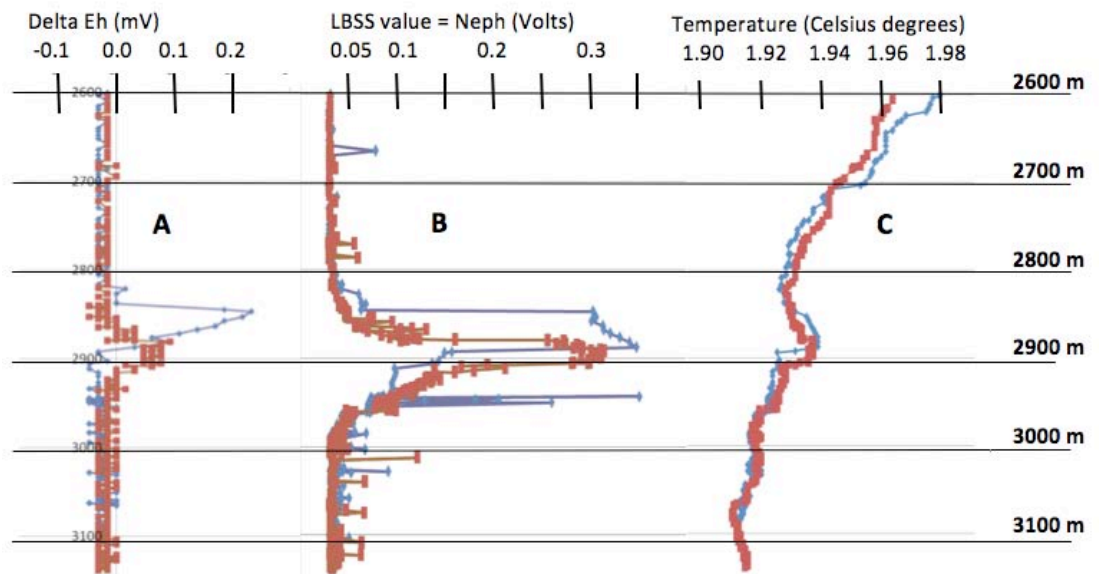 Delta Eh (mV) LBSS value = Neph (Volts) Temperature (Celsius degrees)
-0.1 0.0 0.1 0.2 0.05 0.1 0.2 0.3 1.90 1.92 1.94 1.96 1.98
2600 2600 m
2700 2700 m
A B C
2800 2800 m
2900 2900 m
3000 3000 m
3100 3100 m